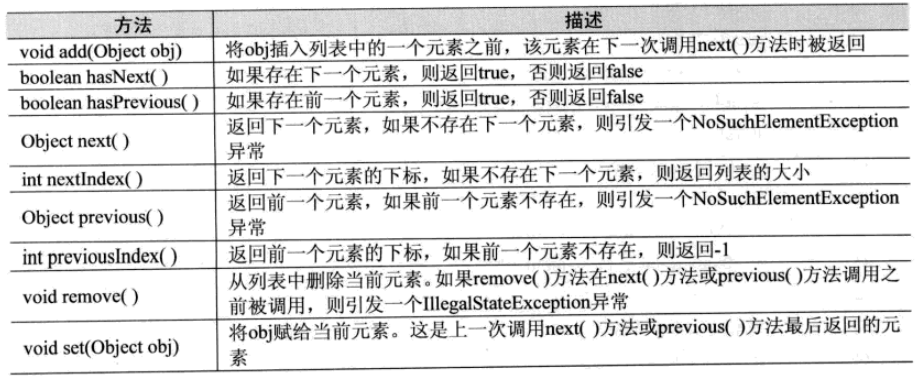 方法 描述
void add(Object obj) 将obj插入列表中的一个元素之前，该元素在下一次调用next( )方法时被返回
boolean hasNext( ) 如果存在下一个元素，则返回true，否则返回false
boolean hasPrevious( ) 如果存在前一个元素，则返回true，否则返回false
Object next( ) 返回下一个元素，如果不存在下一个元素，则引发一个NoSuchElementException
异常
int nextIndex( ) 返回下一个元素的下标，如果不存在下一个元素，则返回列表的大小
Object previous( ) 返回前一个元素，如果前一个元素不存在，则引发一个NoSuchElementException
异常
int previousIndex( ) 返回前一个元素的下标，如果前一个元素不存在，则返回-1
void remove( ) 从列表中删除当前元素。如果remove( )方法在next( )方法或previous( )方法调用之
前被调用，则引发一个IllegalStateException异常
void set(Object obj) 将obj赋给当前元素。这是上一次调用next( )方法或previous( )方法最后返回的元
素